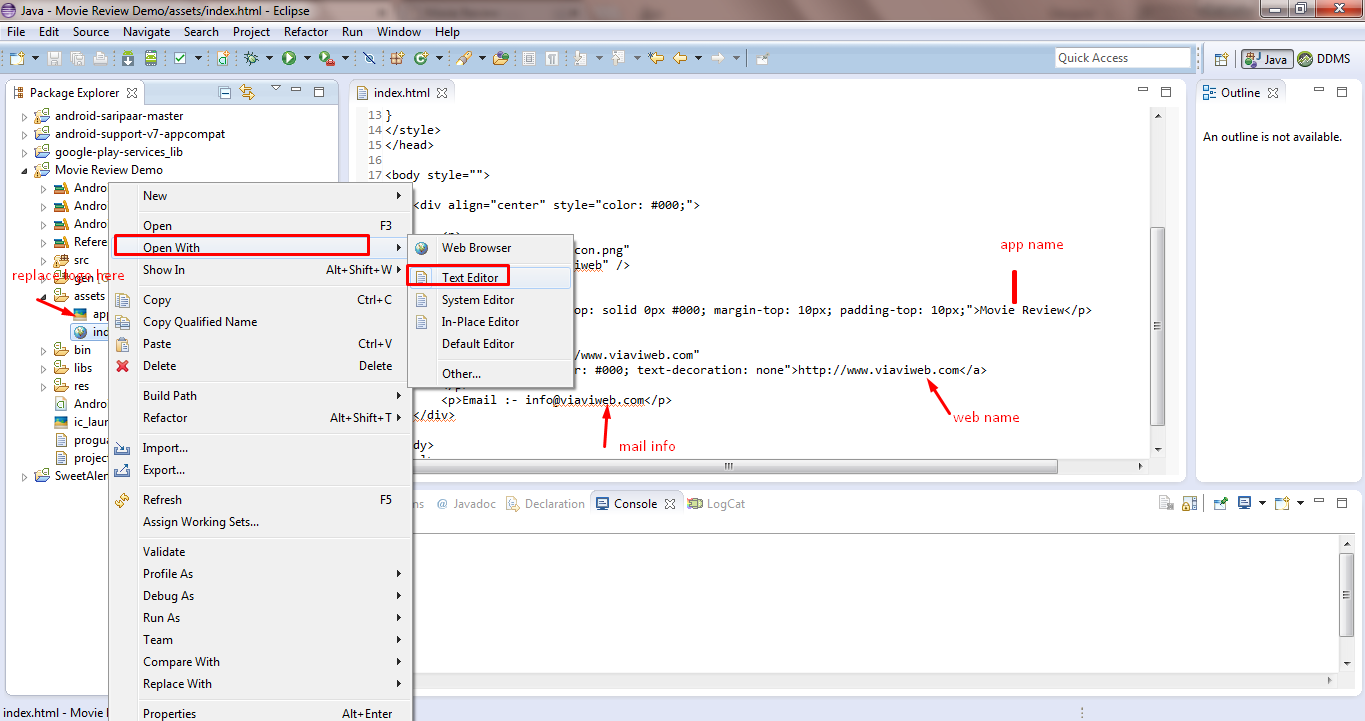 Java - Movie Review Demo/assets/index.html - Eclipse
File Edit Source Navigate Search Project Refactor Run Window Help
Quick Access
Java
DDMS
Package Explorer
android-saripaar-master
android-support-v7-appcompat
google-play-services_lib
Movie Review Demo
Andro
Andro
Andro
Refere
src
replace logo here
gen
assets
app
inc
bin
libs
res
Andro
ic_laur
progua
project
SweetAler
New
Open F3
Open With
Show In Alt+Shift+W
Copy Ctrl+C
Copy Qualified Name
Paste Ctrl+V
Delete Delete
Build Path
Refactor Alt+Shift+T
Import...
Export...
Refresh F5
Assign Working Sets...
Validate
Profile As
Debug As
Run As
Team
Compare With
Replace With
Properties Alt+Enter
Web Browser
Text Editor
System Editor
In-Place Editor
Default Editor
Other...
index.html
13 }
14 </style>
15 </head>
16
17 <body style="">
<div align="center" style="color: #000;">
con.png"
web" />
app name
op: solid 0px #000; margin-top: 10px; padding-top: 10px;">Movie Review</p>
/www.viaviweb.com"
r: #000; text-decoration: none">http://www.viaviweb.com</a>
<p>Email :- info@viaviweb.com</p>
</div>
web name
mail info
dy>
Outline
An outline is not available.
ns
@ Javadoc
Declaration
Console
LogCat
index.html - Movie